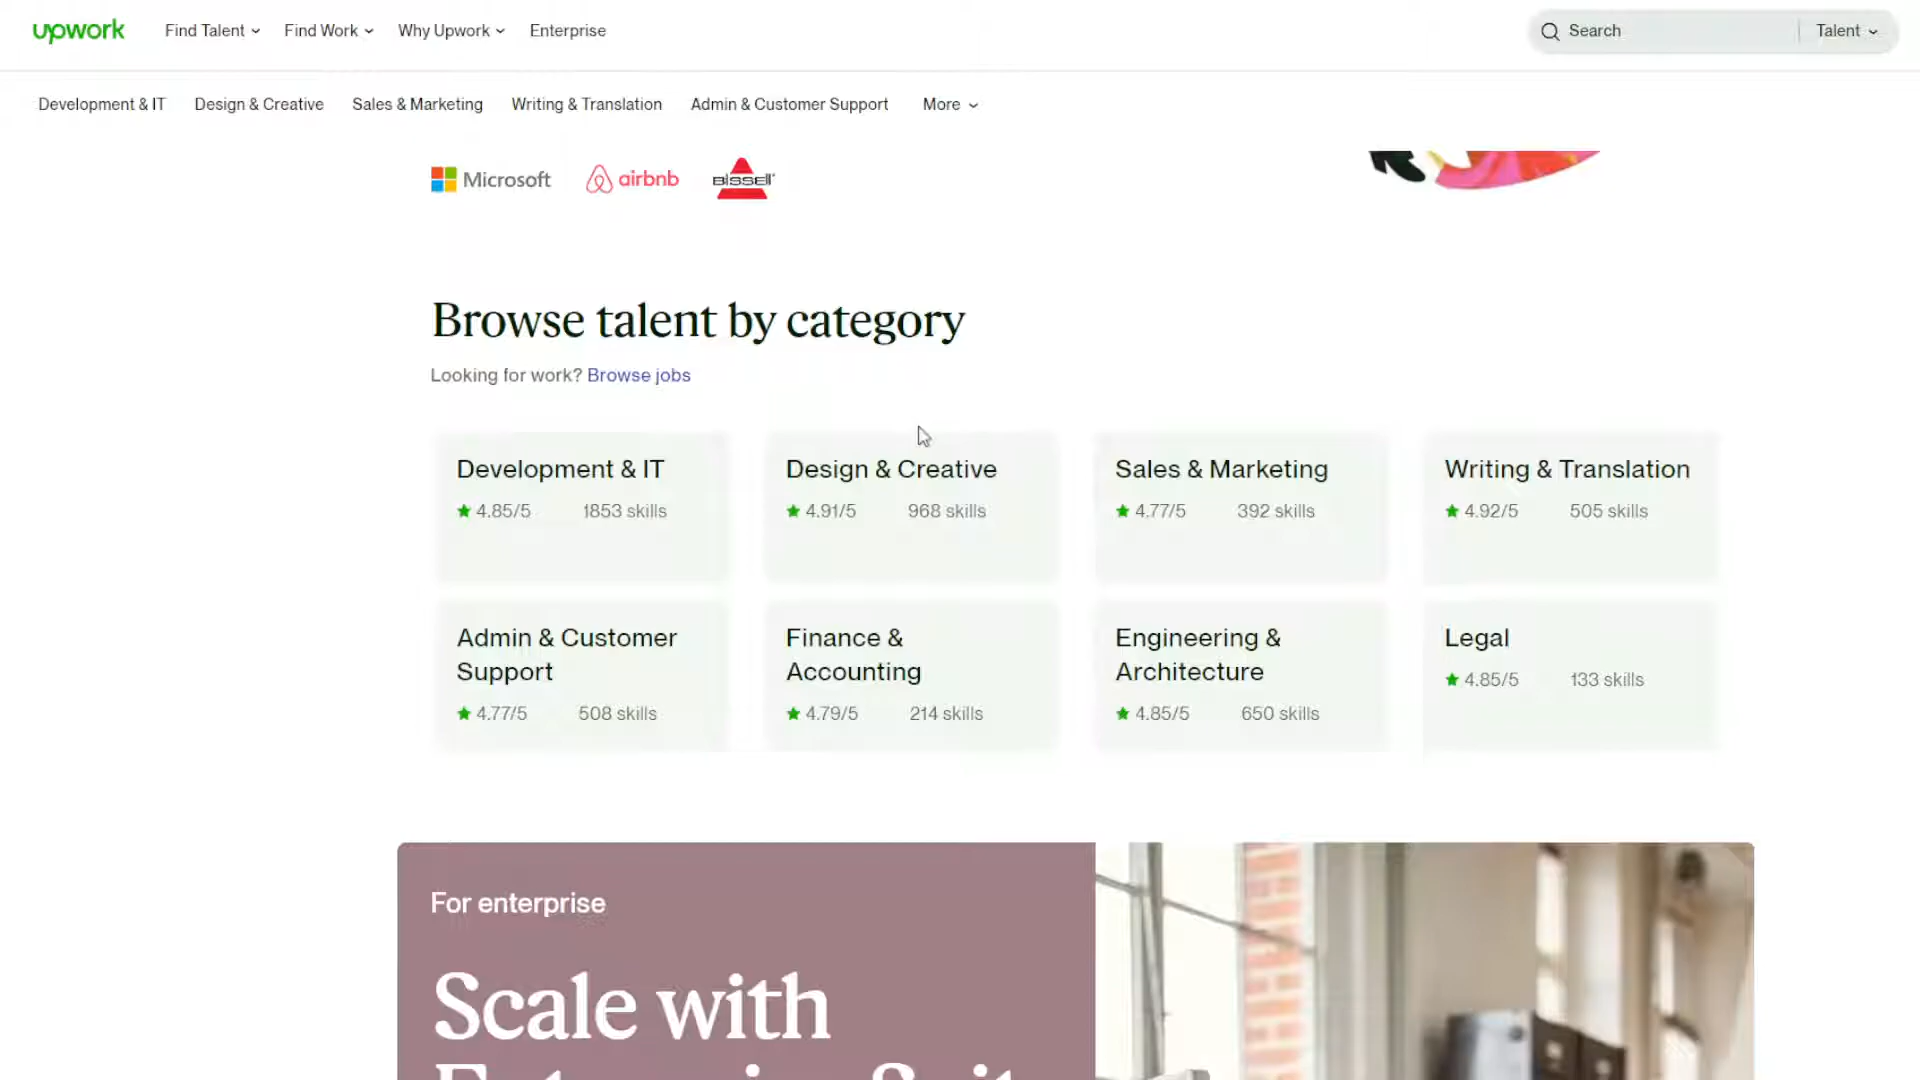 upwork Find Talent Find Work Why Upwork Enterprise Search Talent
Development & IT Design & Creative Sales & Marketing Writing & Translation Admin & Customer Support More
Microsoft airbnb BISSELL
Browse talent by category
Looking for work? Browse jobs
Development & IT
4.85/5 1853 skills
Design & Creative
4.91/5 968 skills
Sales & Marketing
4.77/5 392 skills
Writing & Translation
4.92/5 505 skills
Admin & Customer
Support
4.77/5 508 skills
Finance &
Accounting
4.79/5 214 skills
Engineering &
Architecture
4.85/5 650 skills
Legal
4.85/5 133 skills
For enterprise
Scale with